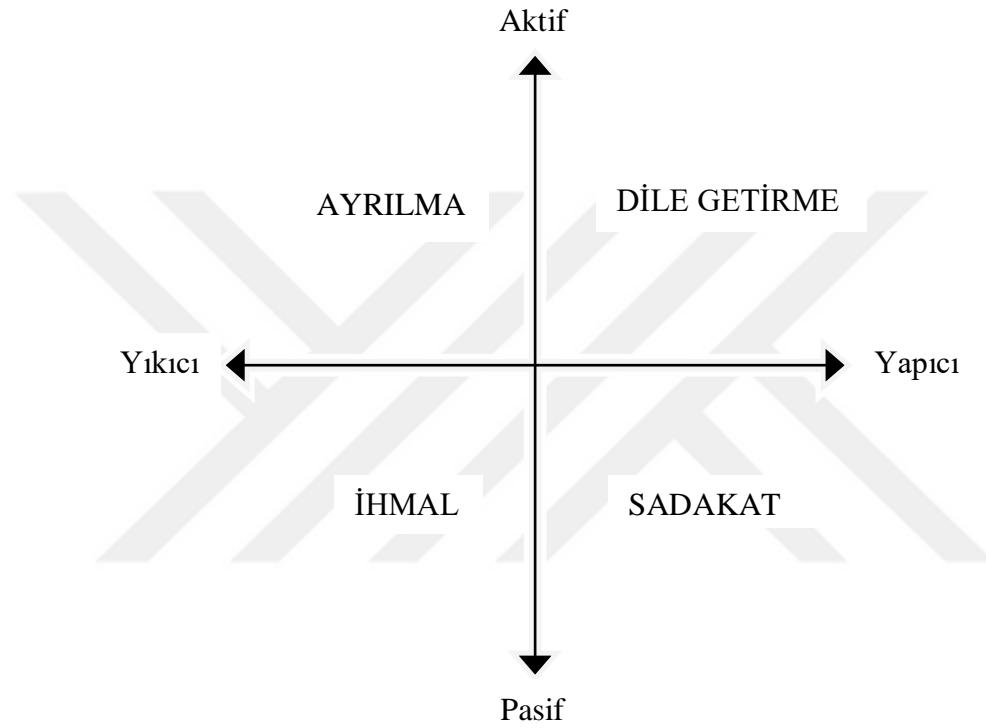 Aktif
AYRILMA
DİLE GETİRME
Yıkıcı
Yapıcı
İHMAL
SADAKAT
Pasif